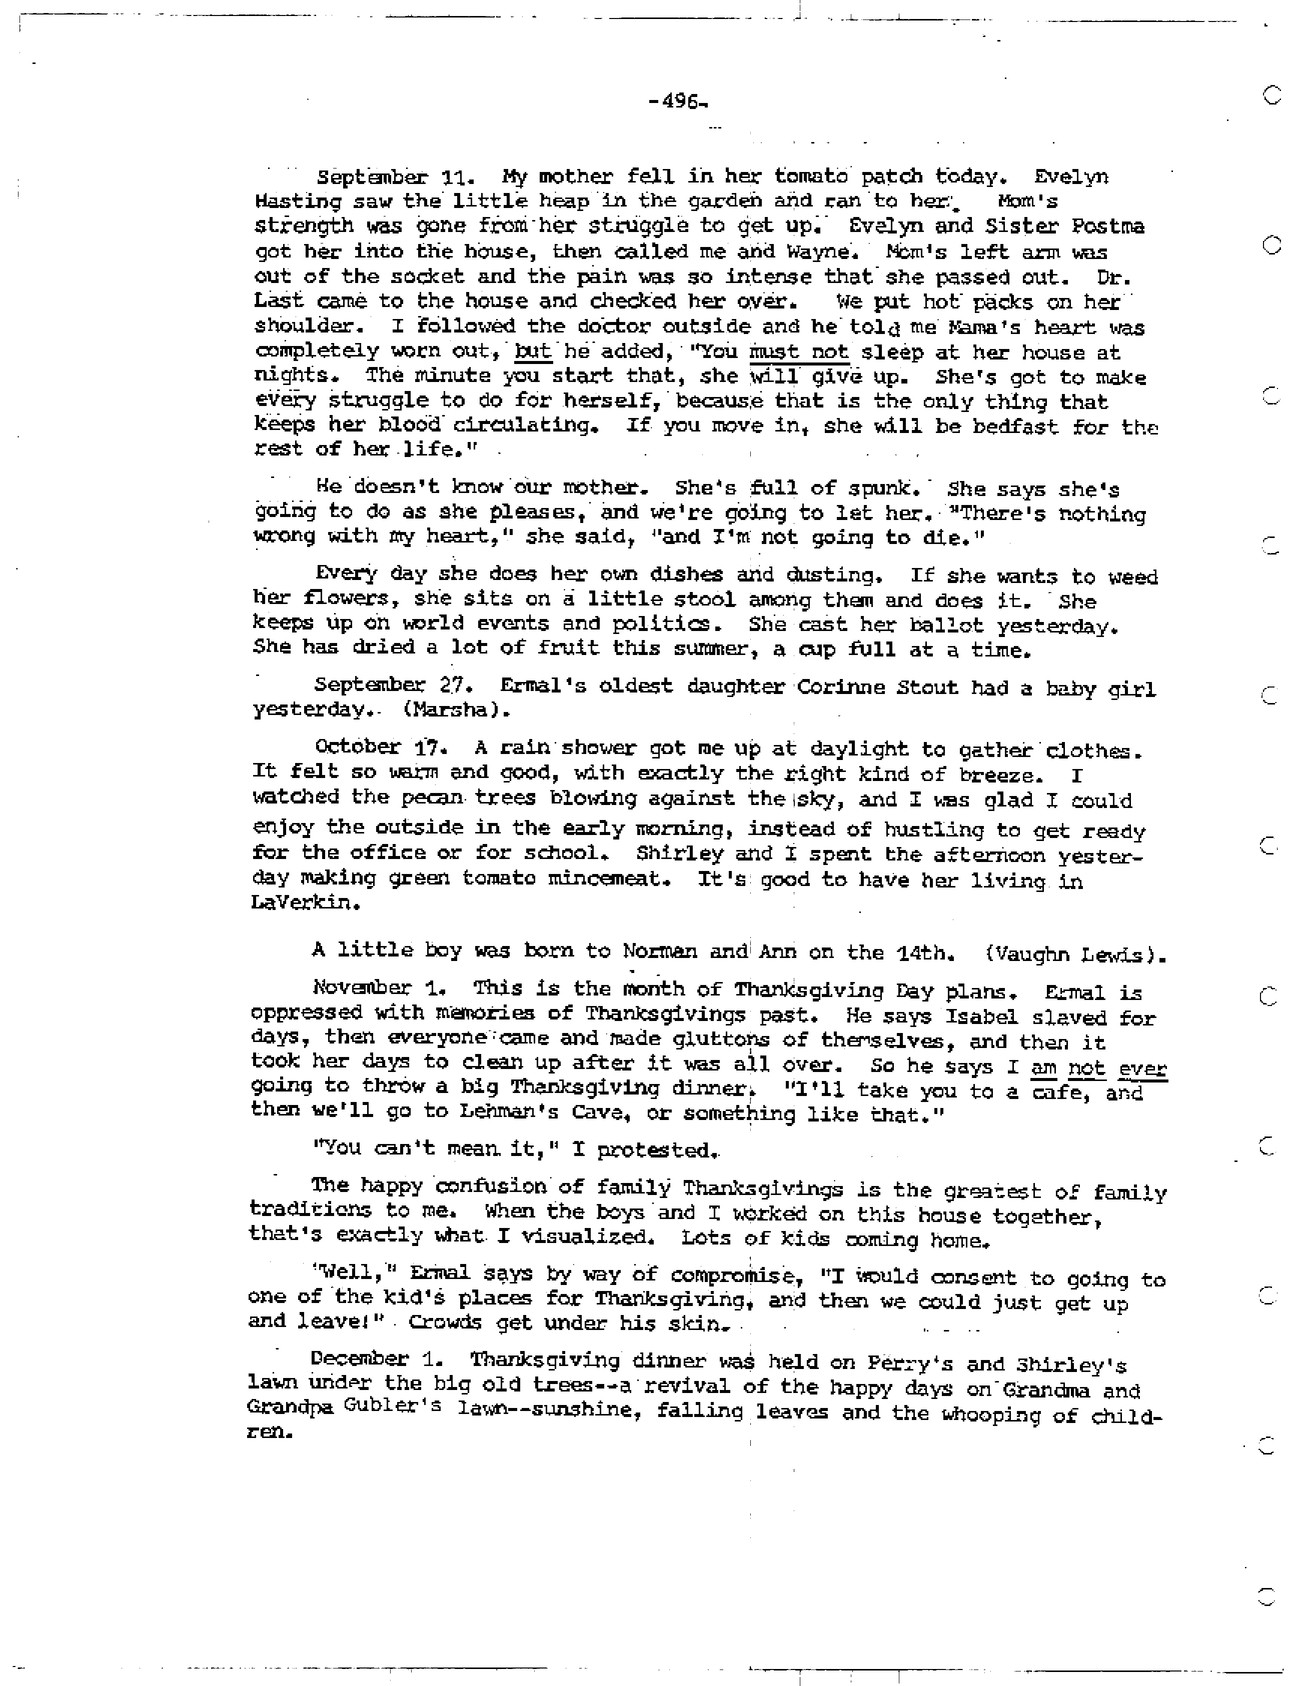 -496-
September 11. My mother fell in her tomato patch today. Evelyn
Hasting saw the little heap in the garden and ran to her. Mom's
strength was gone from her struggle to get up. Evelyn and Sister Postma
got her into the house, then called me and Wayne. Mom's left arm was
out of the socket and the pain was so intense that she passed out. Dr.
Last came to the house and checked her over. We put hot packs on her
shoulder. I followed the doctor outside and he told me Mama's heart was
completely worn out, but he added, "You must not sleep at her house at
nights. The minute you start that, she will give up. She's got to make
every struggle to do for herself, because that is the only thing that
keeps her blood circulating. If you move in, she will be bedfast for the
rest of her life."
He doesn't know our mother. She's full of spunk. She says she's
going to do as she pleases, and we're going to let her. "There's nothing
wrong with my heart," she said, "and I'm not going to die."
Every day she does her own dishes and dusting. If she wants to weed
her flowers, she sits on a little stool among them and does it. She
keeps up on world events and politics. She cast her ballot yesterday.
She has dried a lot of fruit this summer, a cup full at a time.
September 27. Ermal's oldest daughter Corinne Stout had a baby girl
yesterday. (Marsha).
October 17. A rain shower got me up at daylight to gather clothes.
It felt so warm and good, with exactly the right kind of breeze. I
watched the pecan trees blowing against the sky, and I was glad I could
enjoy the outside in the early morning, instead of hustling to get ready
for the office or for school. Shirley and I spent the afternoon yester-
day making green tomato mincemeat. It's good to have her living in
LaVerkin.
A little boy was born to Norman and Ann on the 14th. (Vaughn Lewis).
November 1. This is the month of Thanksgiving Day plans. Ermal is
oppressed with memories of Thanksgivings past. He says Isabel slaved for
days, then everyone came and made gluttons of themselves, and then it
took her days to clean up after it was all over. So he says I am not ever
going to throw a big Thanksgiving dinner. "I'll take you to a cafe, and
then we'll go to Lehman's Cave, or something like that."
"You can't mean it," I protested.
The happy confusion of family Thanksgivings is the greatest of family
traditions to me. When the boys and I worked on this house together,
that's exactly what I visualized. Lots of kids coming home.
"Well," Ermal says by way of compromise, "I would consent to going to
one of the kid's places for Thanksgiving, and then we could just get up
and leave!" Crowds get under his skin.
December 1. Thanksgiving dinner was held on Perry's and Shirley's
lawn under the big old trees--a revival of the happy days on Grandma and
Grandpa Gubler's lawn--sunshine, falling leaves and the whooping of child-
ren.